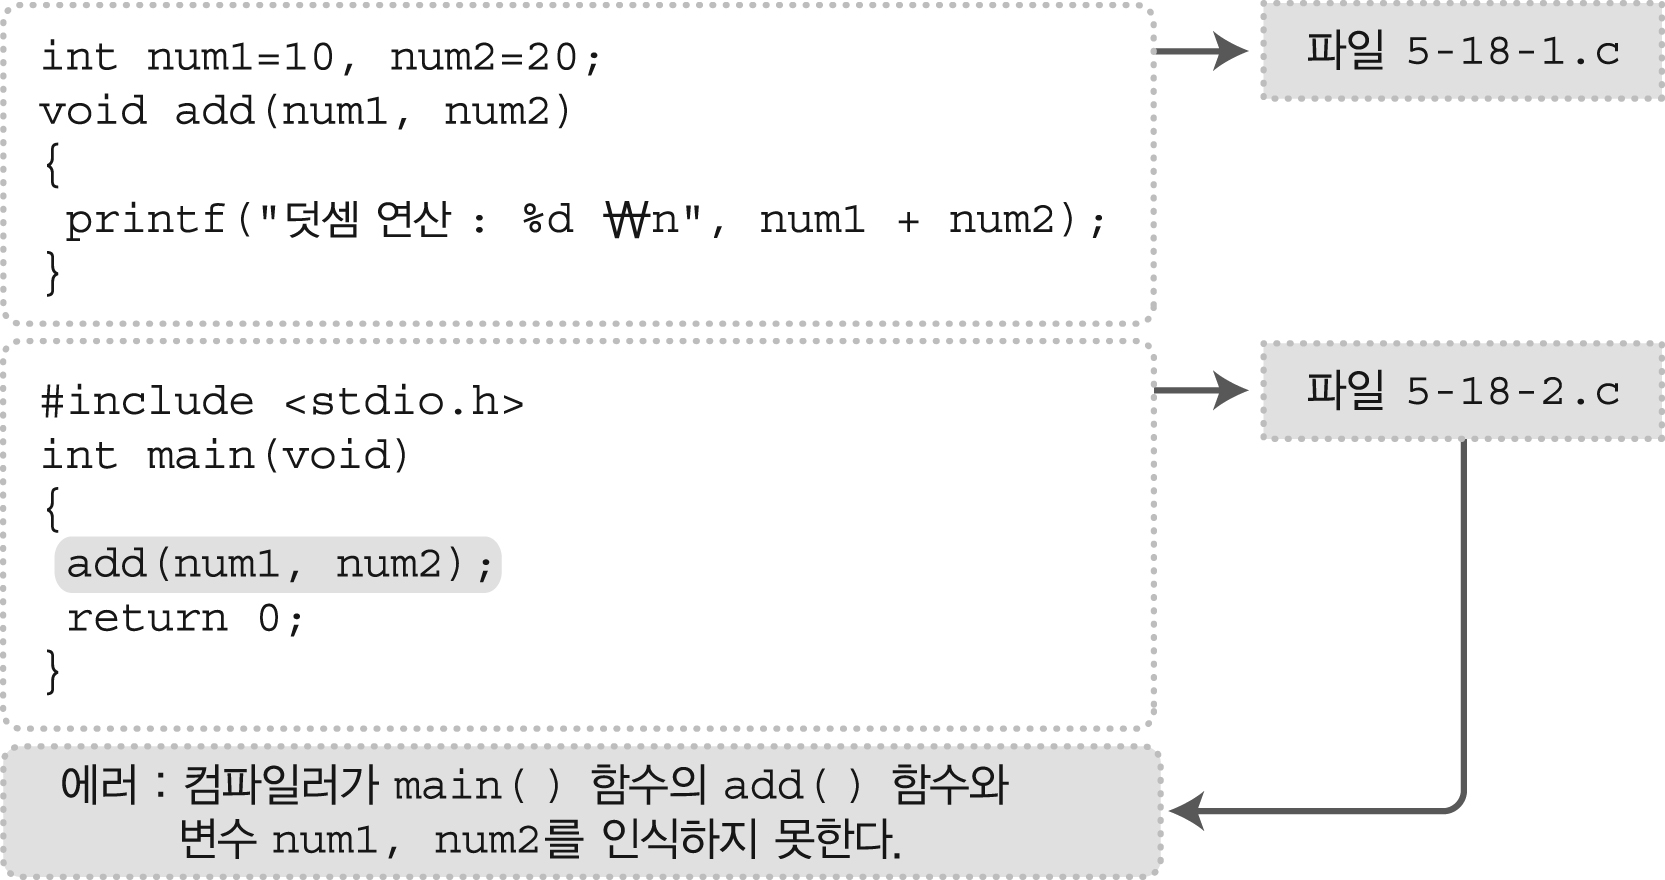 int num1=10, num2=20;
void add(num1, num2)
{
printf("덧셈 연산 : %d ₩n", num1 + num2);
}
파일 5-18-1.c
#include <stdio.h>
int main(void)
{
add(num1, num2);
return 0;
}
파일 5-18-2.c
에러 : 컴파일러가 main() 함수의 add() 함수와
변수 num1, num2를 인식하지 못한다.